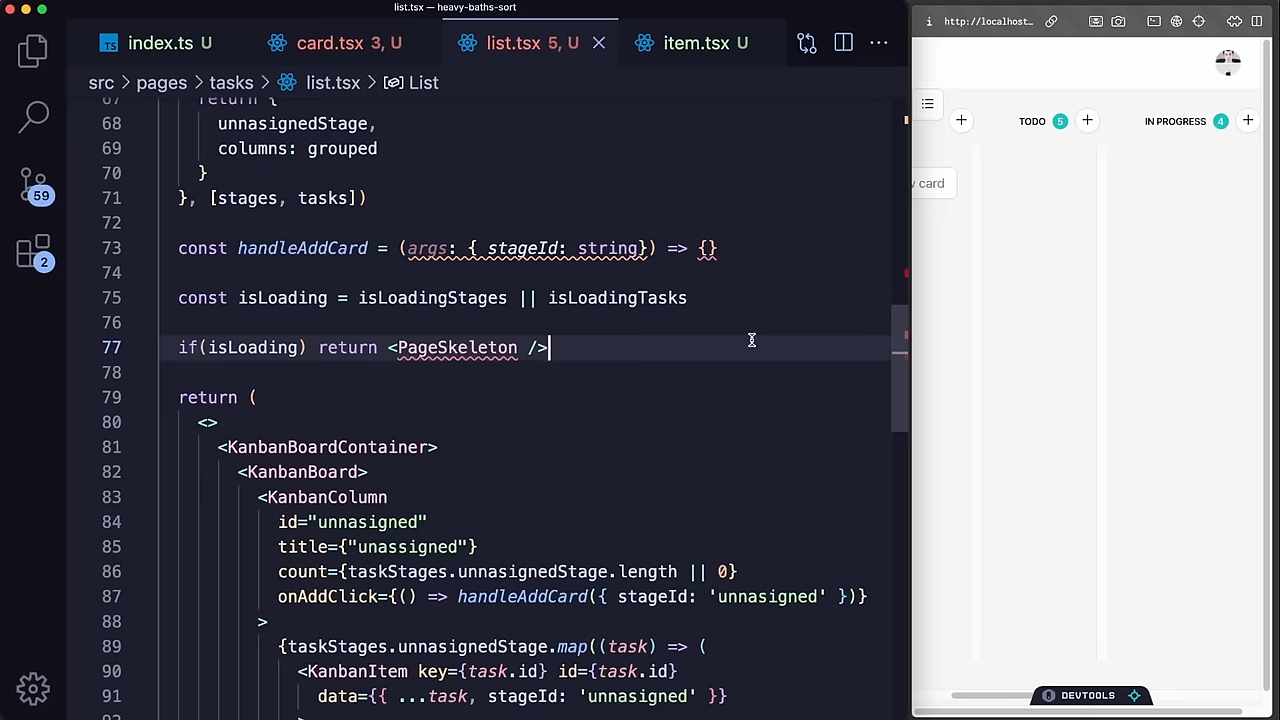 list.tsx — heavy-baths-sort
index.ts U
card.tsx 3, U
list.tsx 5, U
item.tsx U
src > pages > tasks > list.tsx > List
67 return {
68 unnasignedStage,
69 columns: grouped
70 }
71 }, [stages, tasks])
72
73 const handleAddCard = (args: { stageId: string}) => {}
74
75 const isLoading = isLoadingStages || isLoadingTasks
76
77 if(isLoading) return <PageSkeleton />
78
79 return (
80 <>
81 <KanbanBoardContainer>
82 <KanbanBoard>
83 <KanbanColumn
84 id="unnasigned"
85 title={"unassigned"}
86 count={taskStages.unnasignedStage.length || 0}
87 onAddClick={() => handleAddCard({ stageId: 'unnasigned' })}
88 >
89 {taskStages.unnasignedStage.map((task) => (
90 <KanbanItem key={task.id} id={task.id}
91 data={{ ...task, stageId: 'unnasigned' }}
59
2
http://localhost...
TODO 5
IN PROGRESS 4
w card
DEVTOOLS